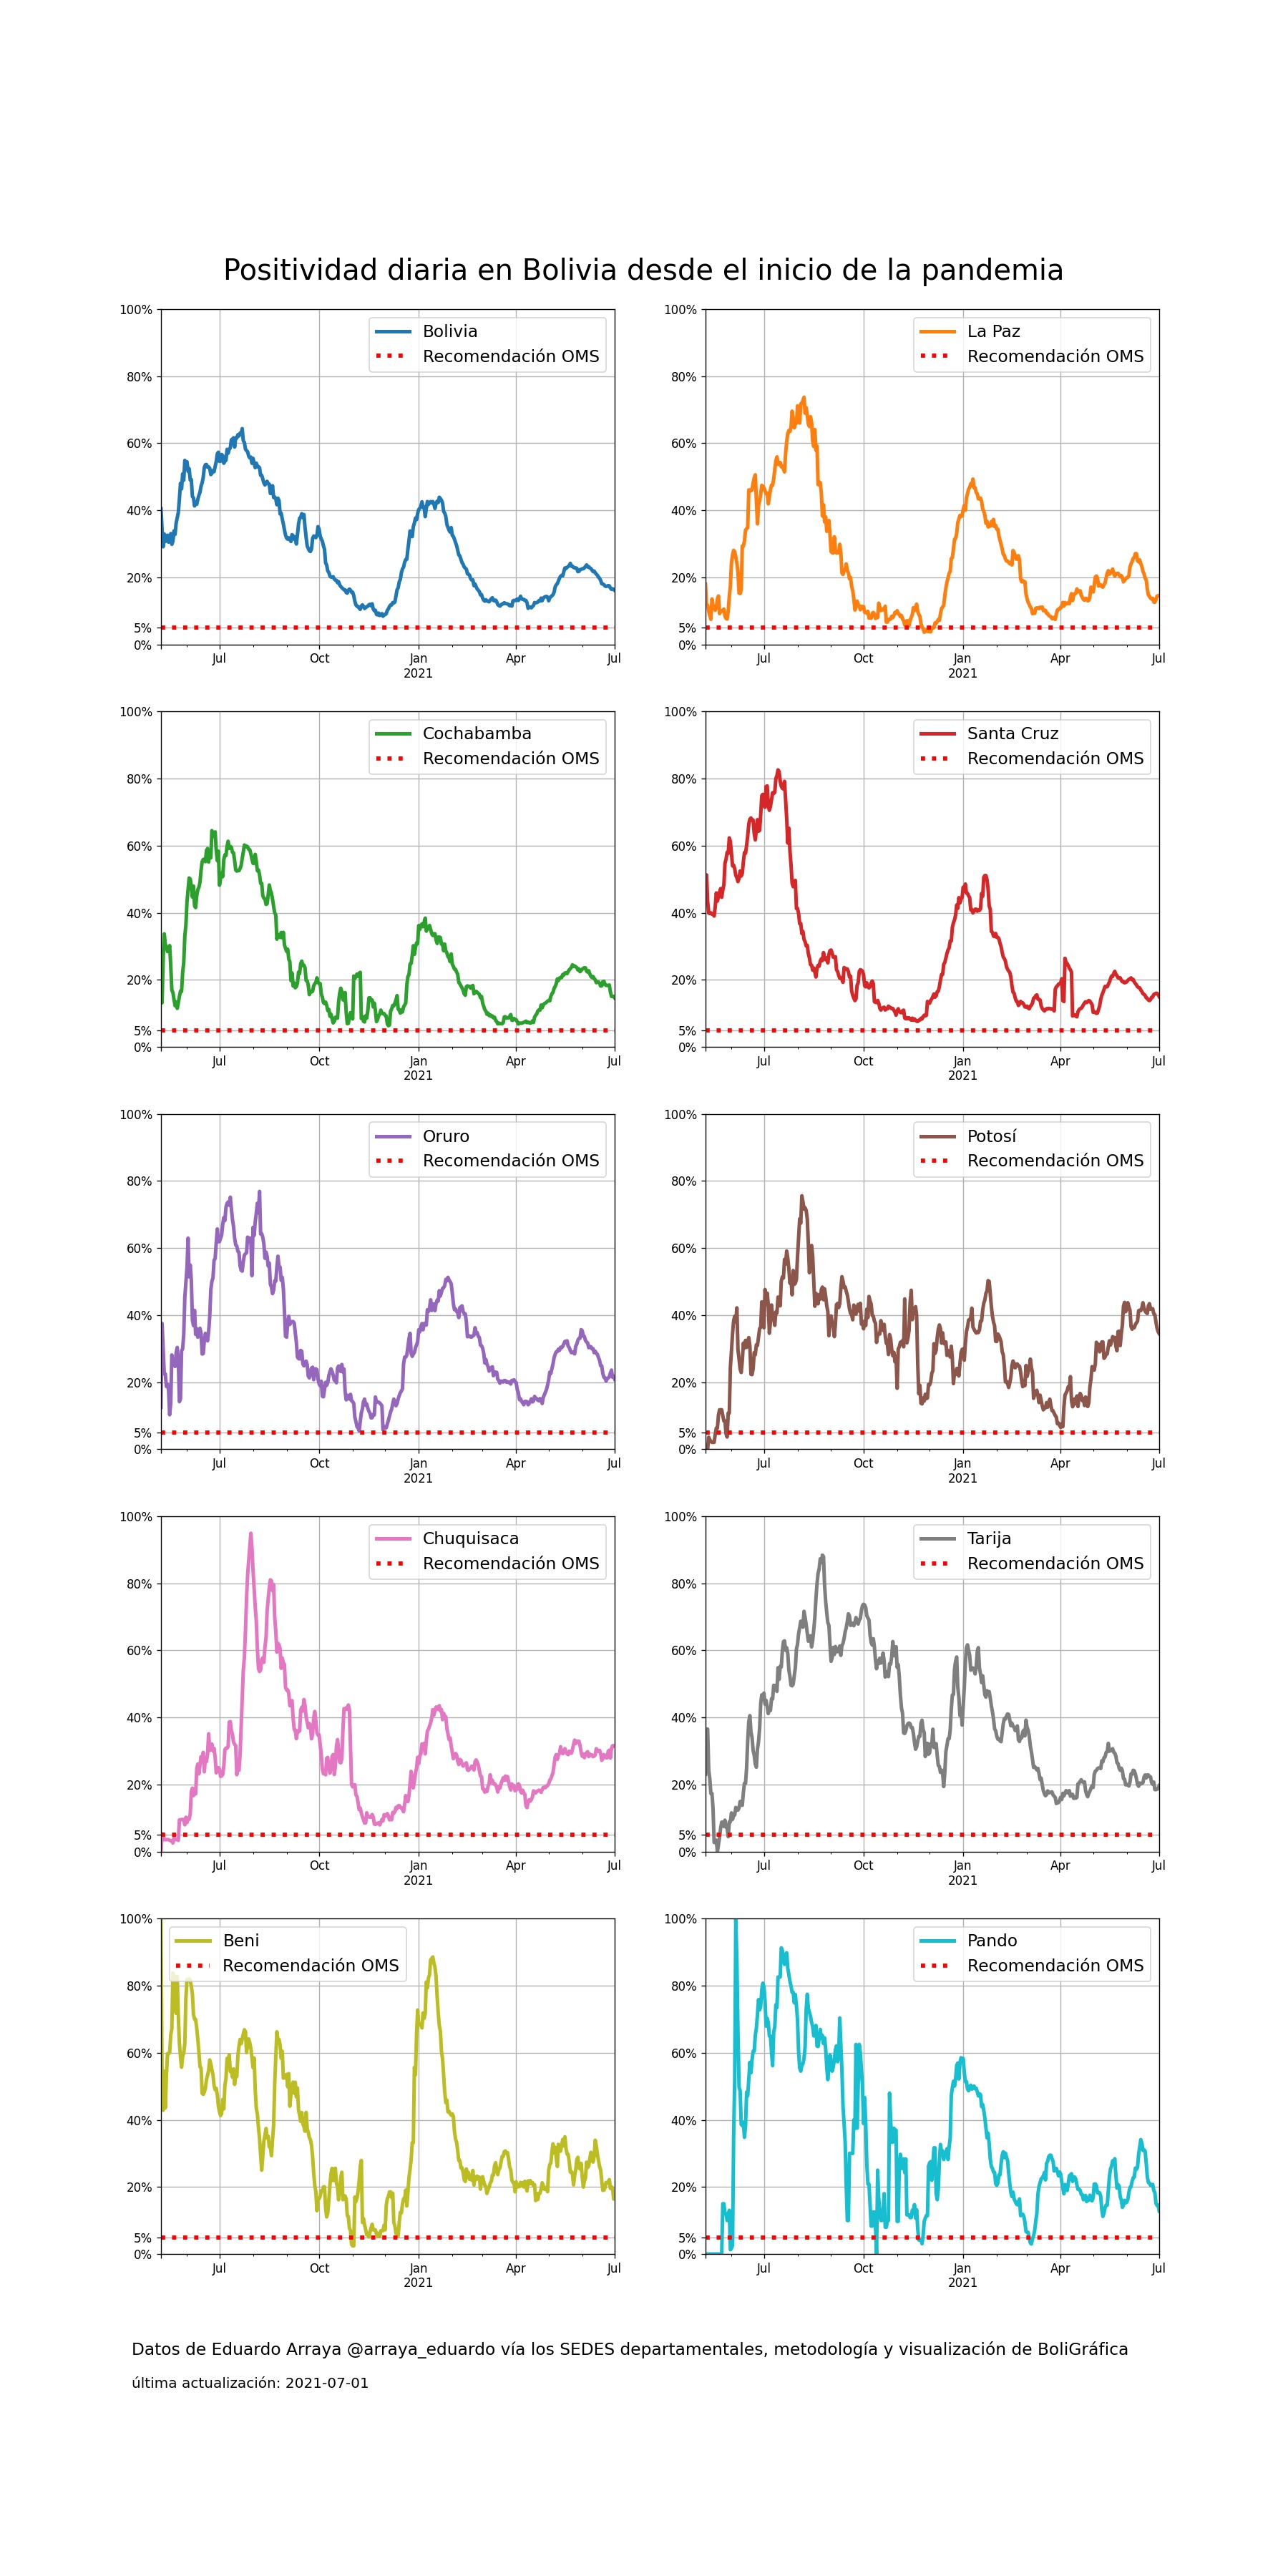 Positividad diaria en Bolivia desde el inicio de la pandemia
100%
80%
60%
40%
20%
5%
0%
Bolivia
Recomendación OMS
Jul
Oct
Jan
2021
Apr
Jul
100%
80%
60%
40%
20%
5%
0%
La Paz
Recomendación OMS
Jul
Oct
Jan
2021
Apr
Jul
100%
80%
60%
40%
20%
5%
0%
Cochabamba
Recomendación OMS
Jul
Oct
Jan
2021
Apr
Jul
100%
80%
60%
40%
20%
5%
0%
Santa Cruz
Recomendación OMS
Jul
Oct
Jan
2021
Apr
Jul
100%
80%
60%
40%
20%
5%
0%
Oruro
Recomendación OMS
Jul
Oct
Jan
2021
Apr
Jul
100%
80%
60%
40%
20%
5%
0%
Potosí
Recomendación OMS
Jul
Oct
Jan
2021
Apr
Jul
100%
80%
60%
40%
20%
5%
0%
Chuquisaca
Recomendación OMS
Jul
Oct
Jan
2021
Apr
Jul
100%
80%
60%
40%
20%
5%
0%
Tarija
Recomendación OMS
Jul
Oct
Jan
2021
Apr
Jul
100%
80%
60%
40%
20%
5%
0%
Beni
Recomendación OMS
Jul
Oct
Jan
2021
Apr
Jul
100%
80%
60%
40%
20%
5%
0%
Pando
Recomendación OMS
Jul
Oct
Jan
2021
Apr
Jul
Datos de Eduardo Arraya @arraya_eduardo vía los SEDES departamentales, metodología y visualización de BoliGráfica
última actualización: 2021-07-01